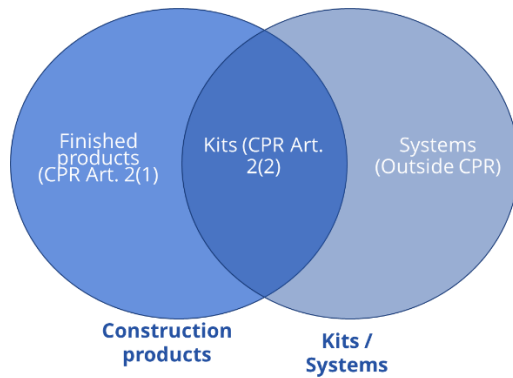 Finished
products
(CPR Art. 2(1)
Kits (CPR Art.
2(2)
Systems
(Outside CPR)
Construction
products
Kits /
Systems